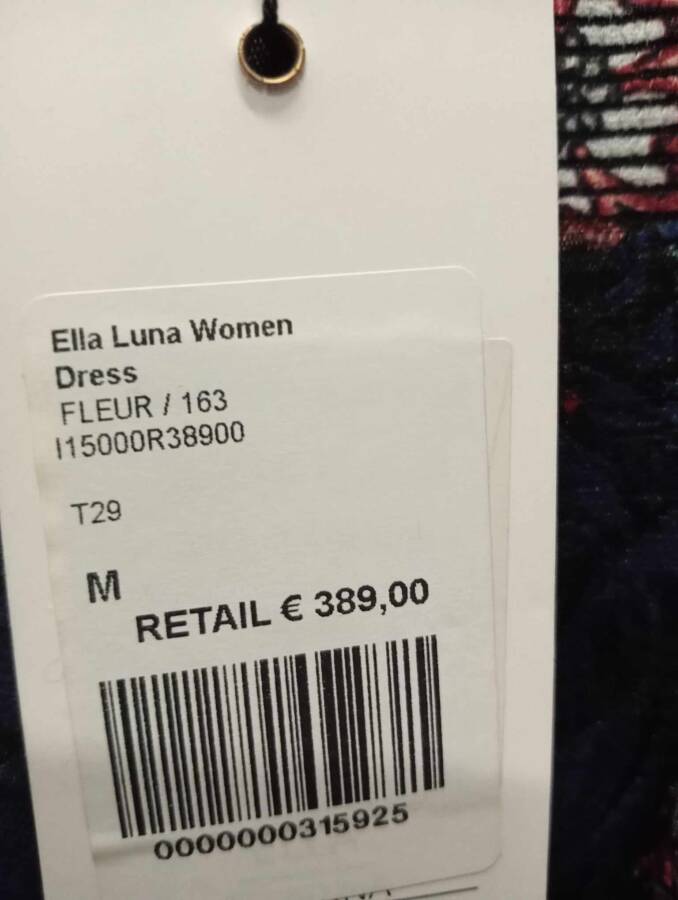 Ella Luna Women
Dress
FLEUR / 163
I15000R38900
T29
M
RETAIL € 389,00
0000000315925